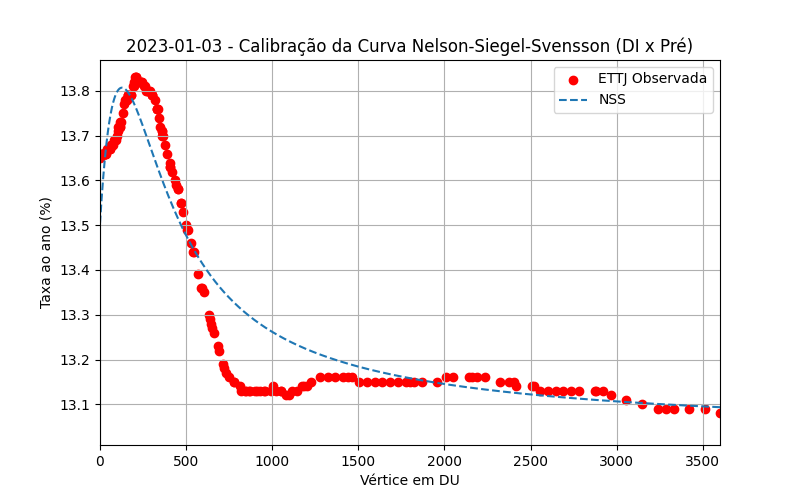 2023-01-03 - Calibração da Curva Nelson-Siegel-Svensson (DI x Pré)
ETTJ Observada
NSS
Taxa ao ano (%)
13.8
13.7
13.6
13.5
13.4
13.3
13.2
13.1
0 500 1000 1500 2000 2500 3000 3500
Vértice em DU